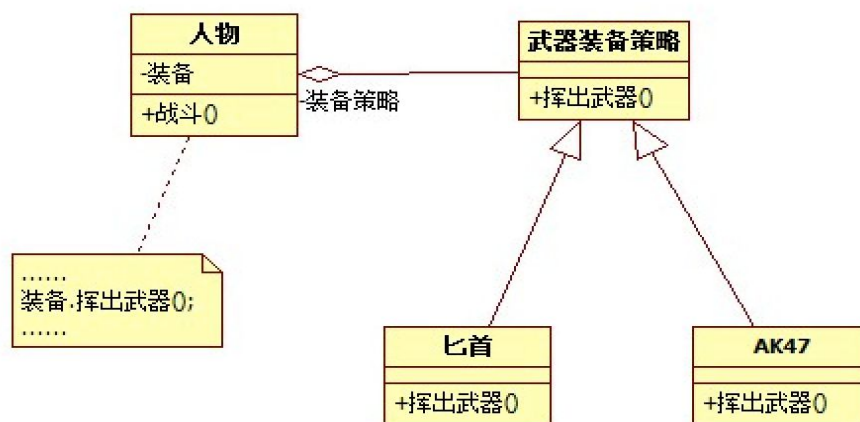 人物
-装备
+战斗()
-装备策略
武器装备策略
+挥出武器()
……
装备.挥出武器();
……
匕首
+挥出武器()
AK47
+挥出武器()